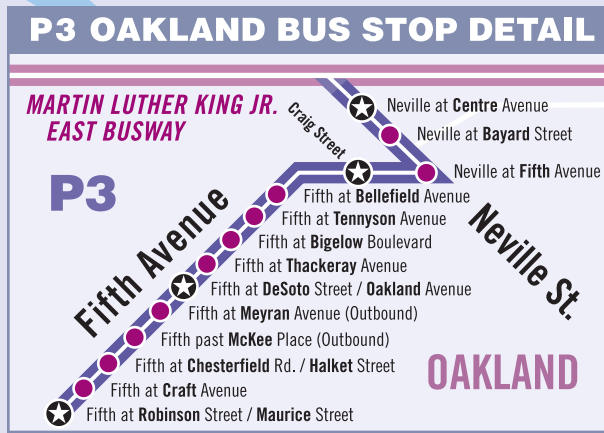 P3 OAKLAND BUS STOP DETAIL
MARTIN LUTHER KING JR.
EAST BUSWAY
Craig Street
Neville at Centre Avenue
Neville at Bayard Street
Neville at Fifth Avenue
P3
Fifth Avenue
Neville St.
Fifth at Bellefield Avenue
Fifth at Tennyson Avenue
Fifth at Bigelow Boulevard
Fifth at Thackeray Avenue
Fifth at DeSoto Street / Oakland Avenue
Fifth at Meyran Avenue (Outbound)
Fifth past McKee Place (Outbound)
Fifth at Chesterfield Rd. / Halket Street
Fifth at Craft Avenue
Fifth at Robinson Street / Maurice Street
OAKLAND